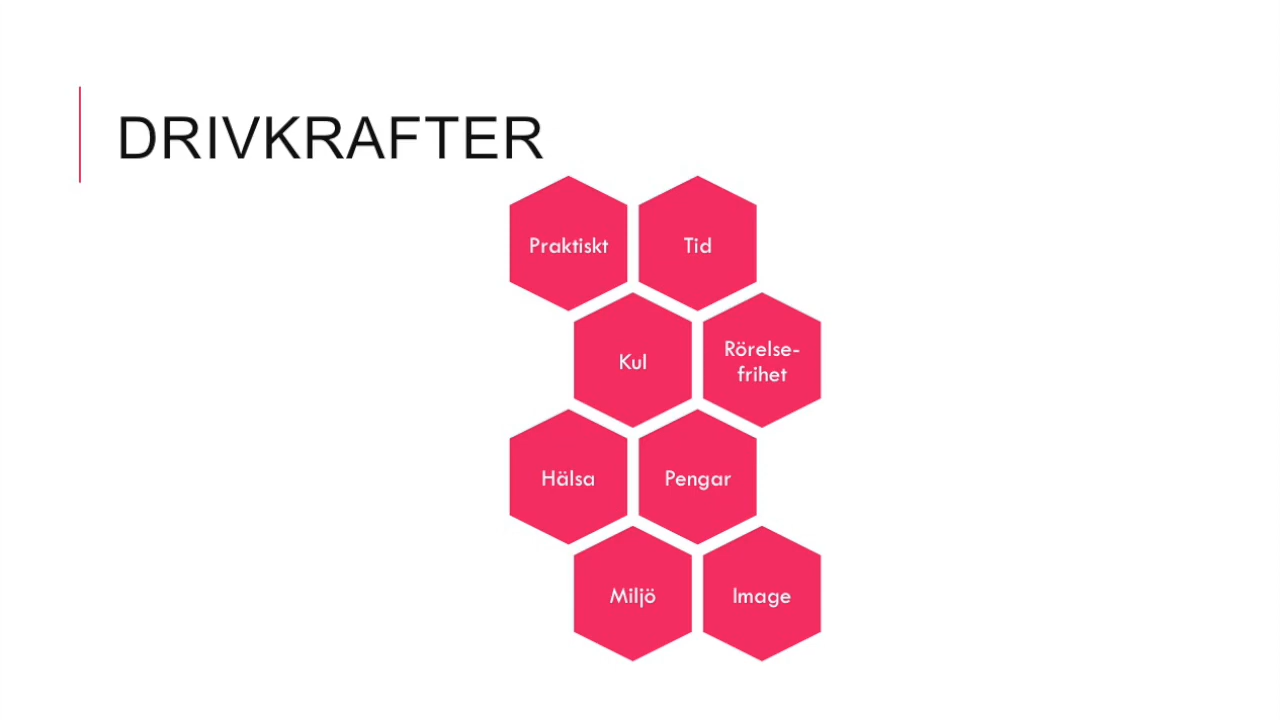 DRIVKRAFTER
Praktiskt
Tid
Kul
Rörelse-
frihet
Hälsa
Pengar
Miljö
Image